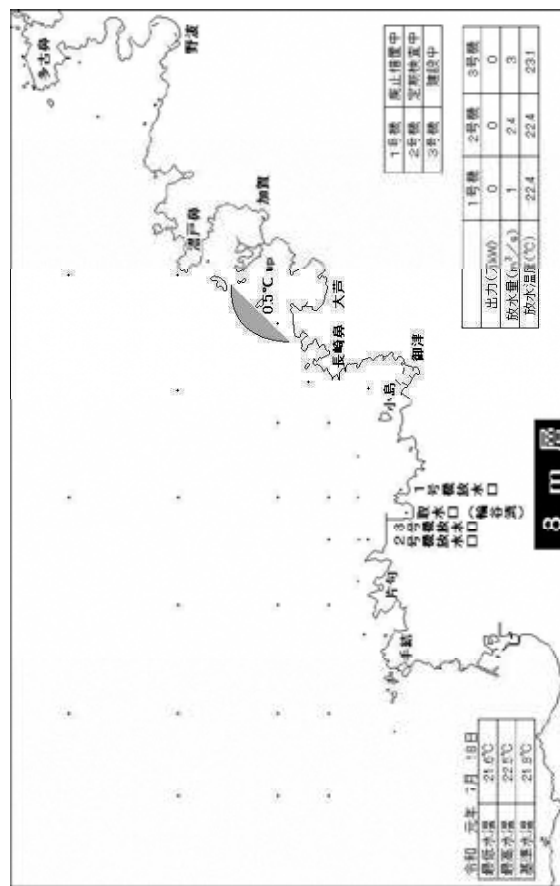 多古鼻
野波
潜戸鼻
加賀
0.5℃ up
大芦
長崎鼻
御津
小島
1号機放水口
取水口(輪谷湾)
3号機放水口
2号機放水口
片句
手結
1号機 廃止措置中
2号機 定期検査中
3号機 建設中
1号機 2号機 3号機
出力(万kW) 0 0 0
放水量(m³/s) 1 2.4 3
放水温度(℃) 22.4 22.4 23.1
8m層
令和 元年 7月 18日
最低水温 21.6℃
最高水温 22.5℃
基準水温 21.9℃